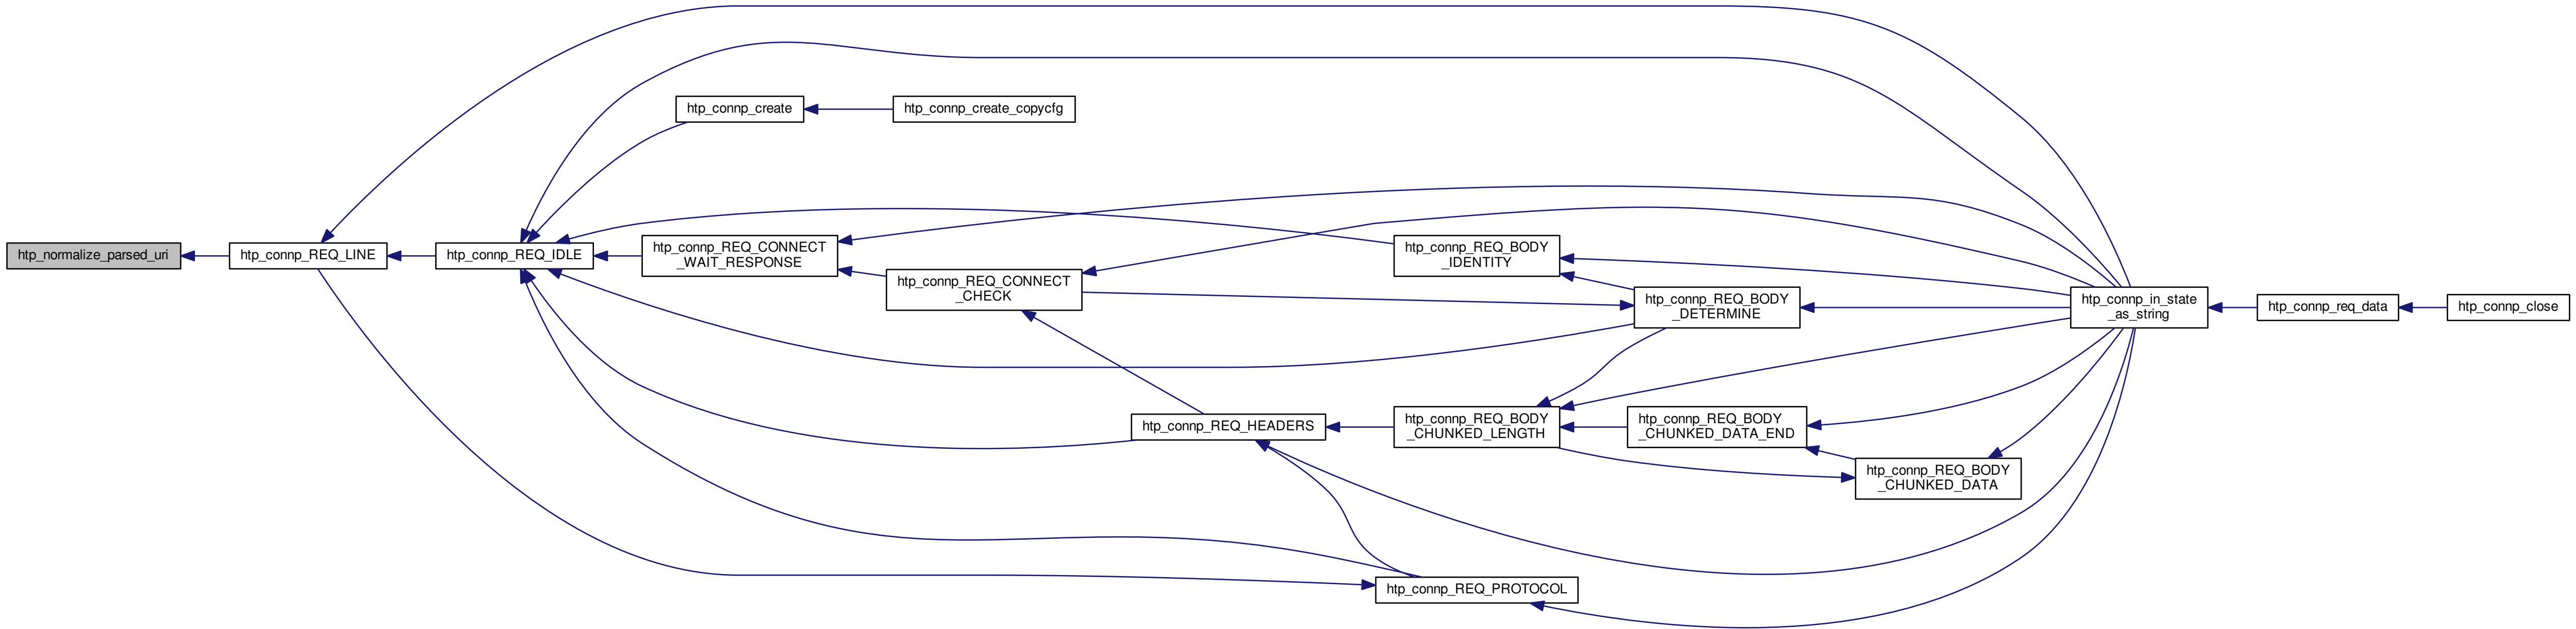 htp_normalize_parsed_uri
htp_connp_REQ_LINE
htp_connp_REQ_IDLE
htp_connp_create
htp_connp_create_copycfg
htp_connp_REQ_CONNECT
_WAIT_RESPONSE
htp_connp_REQ_CONNECT
_CHECK
htp_connp_REQ_HEADERS
htp_connp_REQ_BODY
_IDENTITY
htp_connp_REQ_BODY
_DETERMINE
htp_connp_REQ_BODY
_CHUNKED_LENGTH
htp_connp_REQ_BODY
_CHUNKED_DATA_END
htp_connp_REQ_BODY
_CHUNKED_DATA
htp_connp_REQ_PROTOCOL
htp_connp_in_state
_as_string
htp_connp_req_data
htp_connp_close